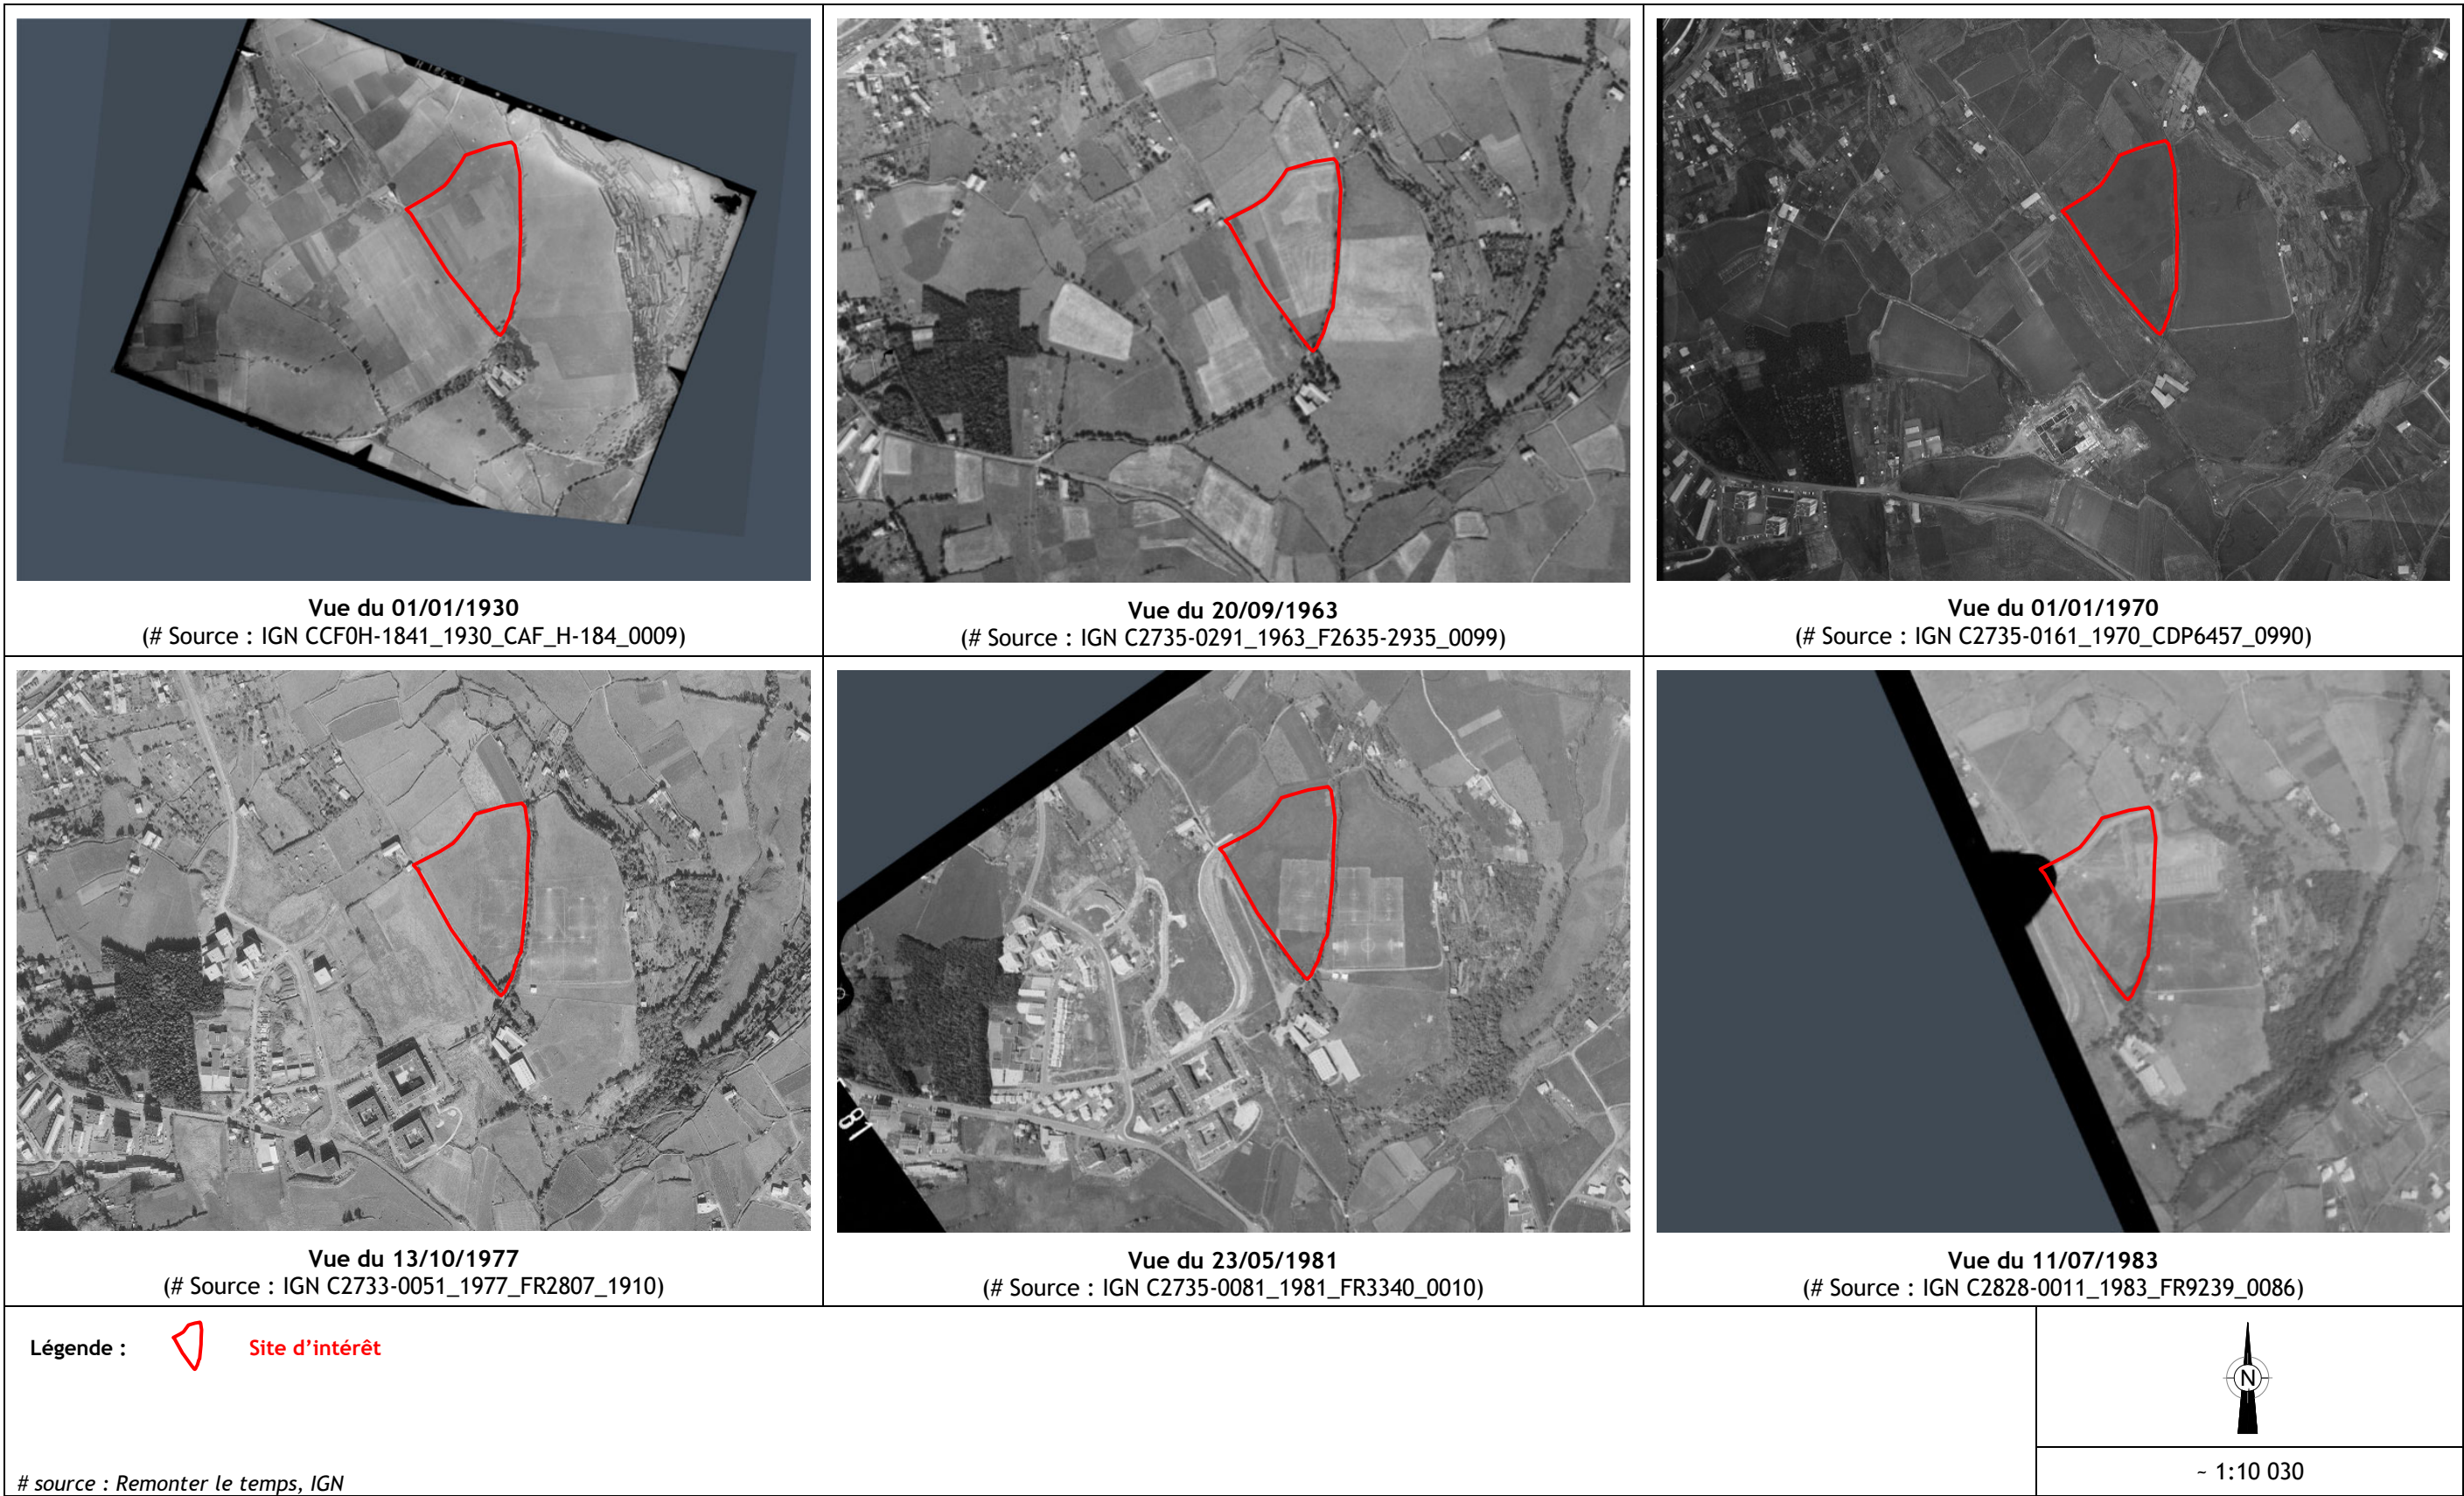 Vue du 01/01/1930
(# Source : IGN CCF0H-1841_1930_CAF_H-184_0009)
Vue du 20/09/1963
(# Source : IGN C2735-0291_1963_F2635-2935_0099)
Vue du 01/01/1970
(# Source : IGN C2735-0161_1970_CDP6457_0990)
81
Vue du 13/10/1977
(# Source : IGN C2733-0051_1977_FR2807_1910)
Vue du 23/05/1981
(# Source : IGN C2735-0081_1981_FR3340_0010)
Vue du 11/07/1983
(# Source : IGN C2828-0011_1983_FR9239_0086)
Légende :
Site d’intérêt
N
# source : Remonter le temps, IGN
~ 1:10 030